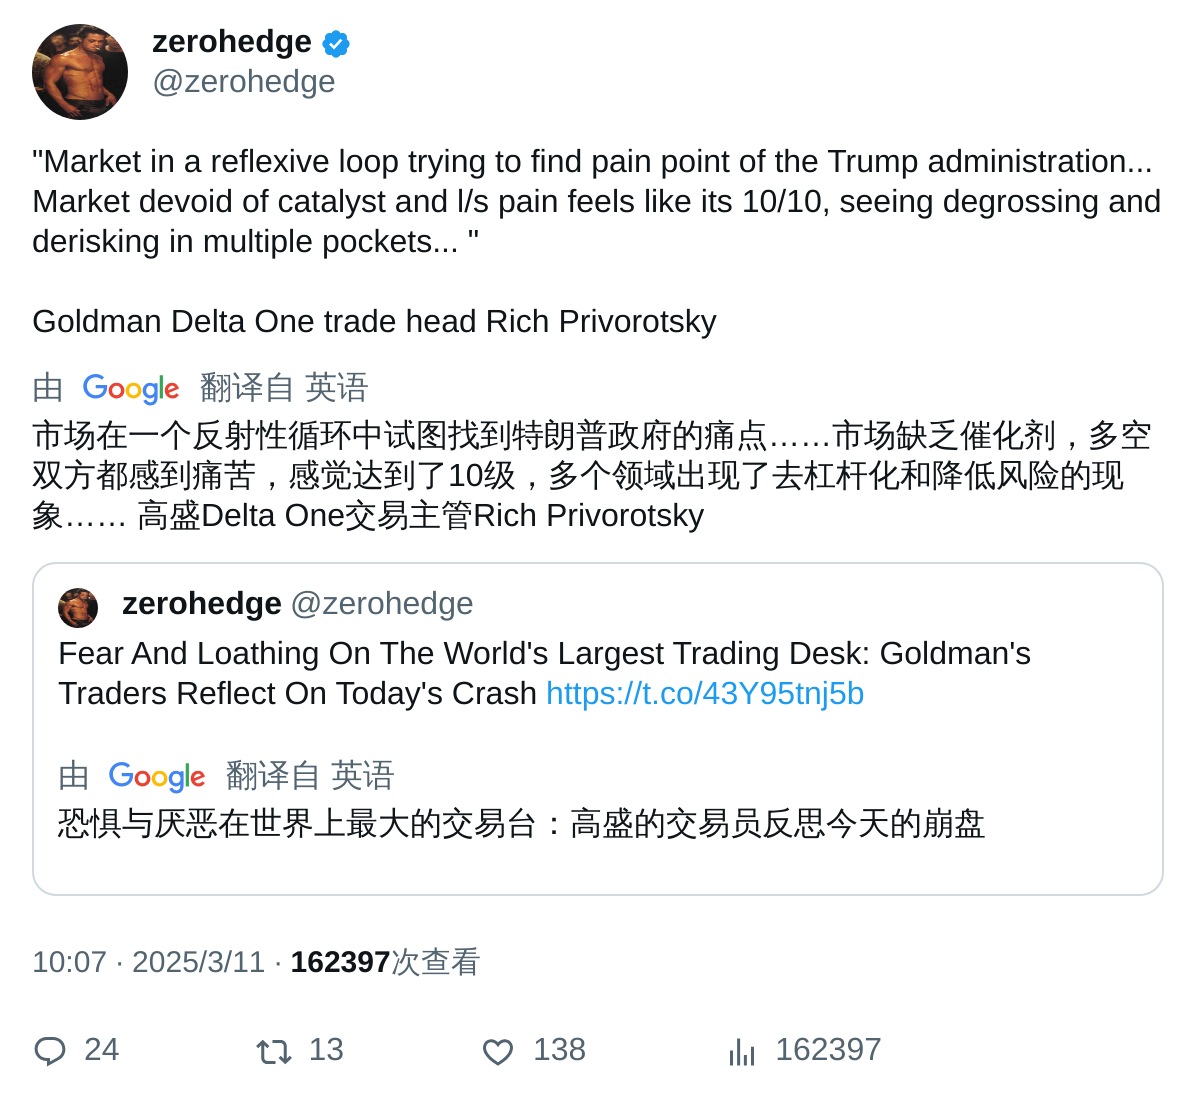 zerohedge
@zerohedge
"Market in a reflexive loop trying to find pain point of the Trump administration...
Market devoid of catalyst and l/s pain feels like its 10/10, seeing degrossing and
derisking in multiple pockets... "
Goldman Delta One trade head Rich Privorotsky
由 Google 翻译自 英语
市场在一个反射性循环中试图找到特朗普政府的痛点……市场缺乏催化剂，多空
双方都感到痛苦，感觉达到了10级，多个领域出现了去杠杆化和降低风险的现
象…… 高盛Delta One交易主管Rich Privorotsky
zerohedge @zerohedge
Fear And Loathing On The World's Largest Trading Desk: Goldman's
Traders Reflect On Today's Crash https://t.co/43Y95tnj5b
由 Google 翻译自 英语
恐惧与厌恶在世界上最大的交易台：高盛的交易员反思今天的崩盘
10:07 · 2025/3/11 · 162397次查看
24 13 138 162397